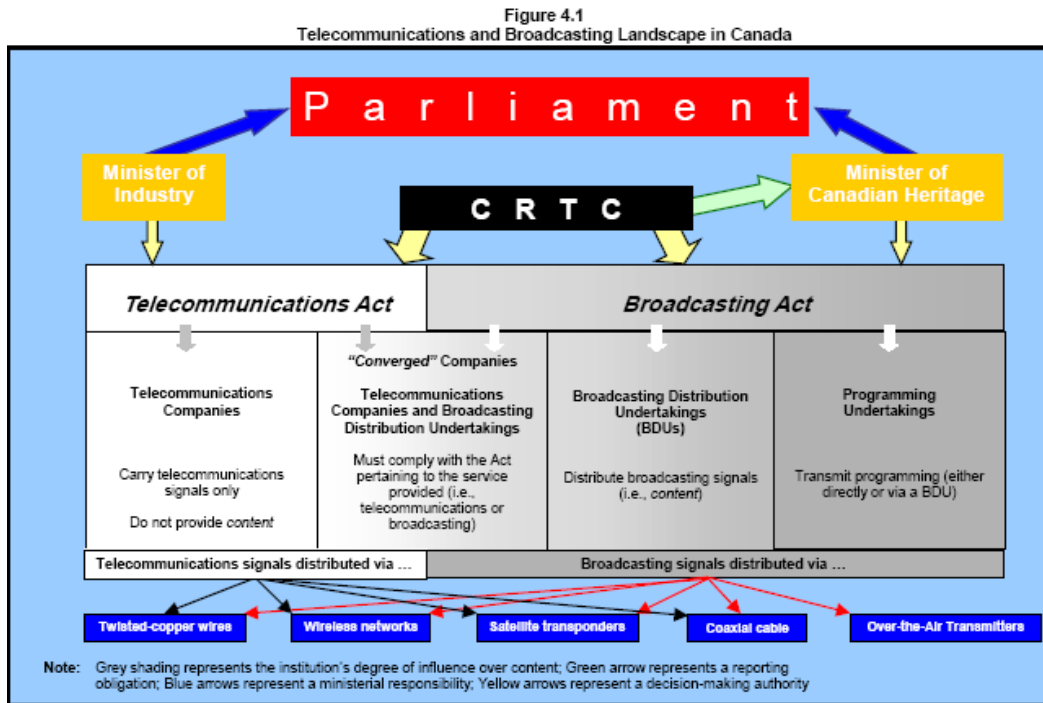 Figure 4.1
Telecommunications and Broadcasting Landscape in Canada
Parliament
Minister of
Industry
CRTC
Minister of
Canadian Heritage
Telecommunications Act
Broadcasting Act
Telecommunications
Companies
Carry telecommunications
signals only
Do not provide content
"Converged" Companies
Telecommunications
Companies and Broadcasting
Distribution Undertakings
Must comply with the Act
pertaining to the service
provided (i.e.,
telecommunications or
broadcasting)
Broadcasting Distribution
Undertakings
(BDUs)
Distribute broadcasting signals
(i.e., content)
Programming
Undertakings
Transmit programming (either
directly or via a BDU)
Telecommunications signals distributed via …
Broadcasting signals distributed via …
Twisted-copper wires
Wireless networks
Satellite transponders
Coaxial cable
Over-the-Air Transmitters
Note: Grey shading represents the institution's degree of influence over content; Green arrow represents a reporting
obligation; Blue arrows represent a ministerial responsibility; Yellow arrows represent a decision-making authority